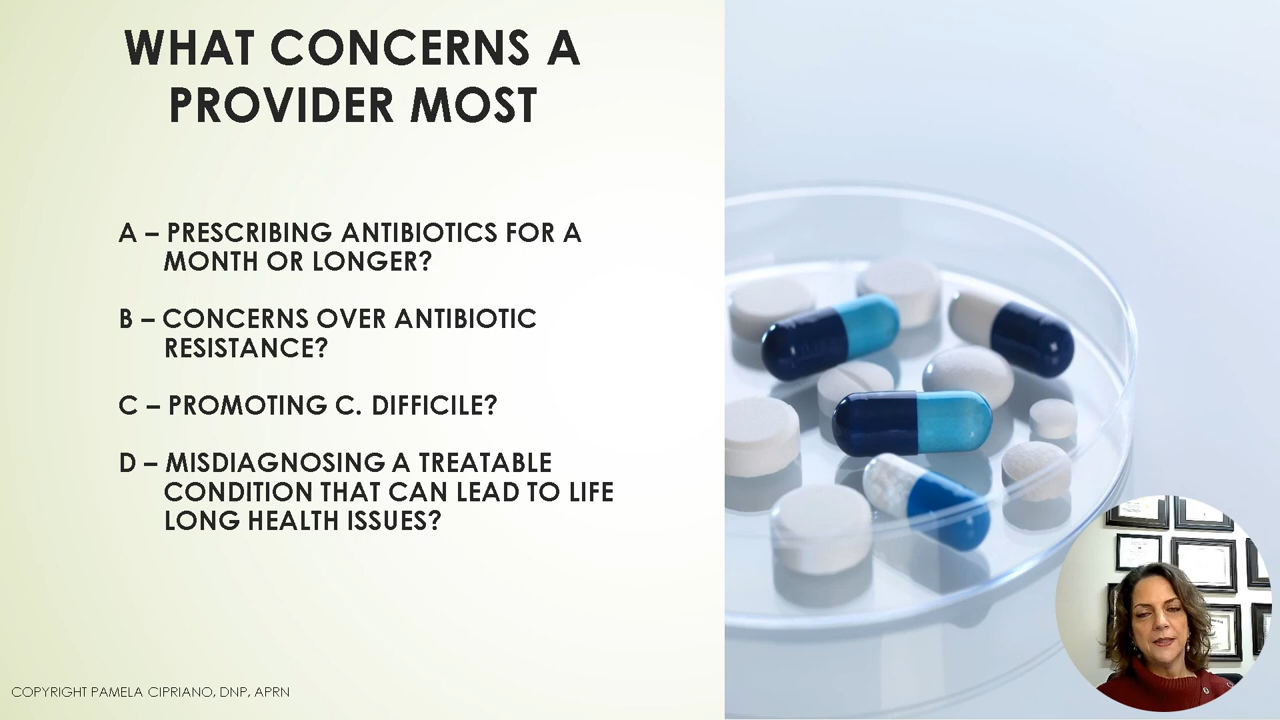 WHAT CONCERNS A
PROVIDER MOST
A – PRESCRIBING ANTIBIOTICS FOR A
MONTH OR LONGER?
B – CONCERNS OVER ANTIBIOTIC
RESISTANCE?
C – PROMOTING C. DIFFICILE?
D – MISDIAGNOSING A TREATABLE
CONDITION THAT CAN LEAD TO LIFE
LONG HEALTH ISSUES?
COPYRIGHT PAMELA CIPRIANO, DNP, APRN